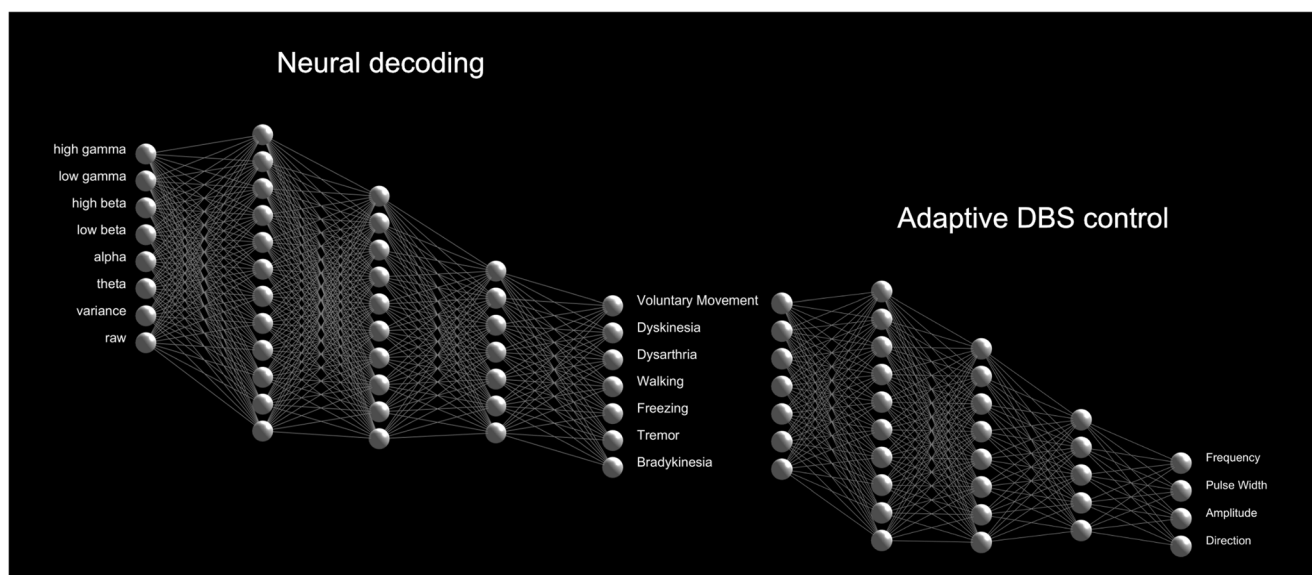 Neural decoding
high gamma
low gamma
high beta
low beta
alpha
theta
variance
raw
Voluntary Movement
Dyskinesia
Dysarthria
Walking
Freezing
Tremor
Bradykinesia
Adaptive DBS control
Frequency
Pulse Width
Amplitude
Direction